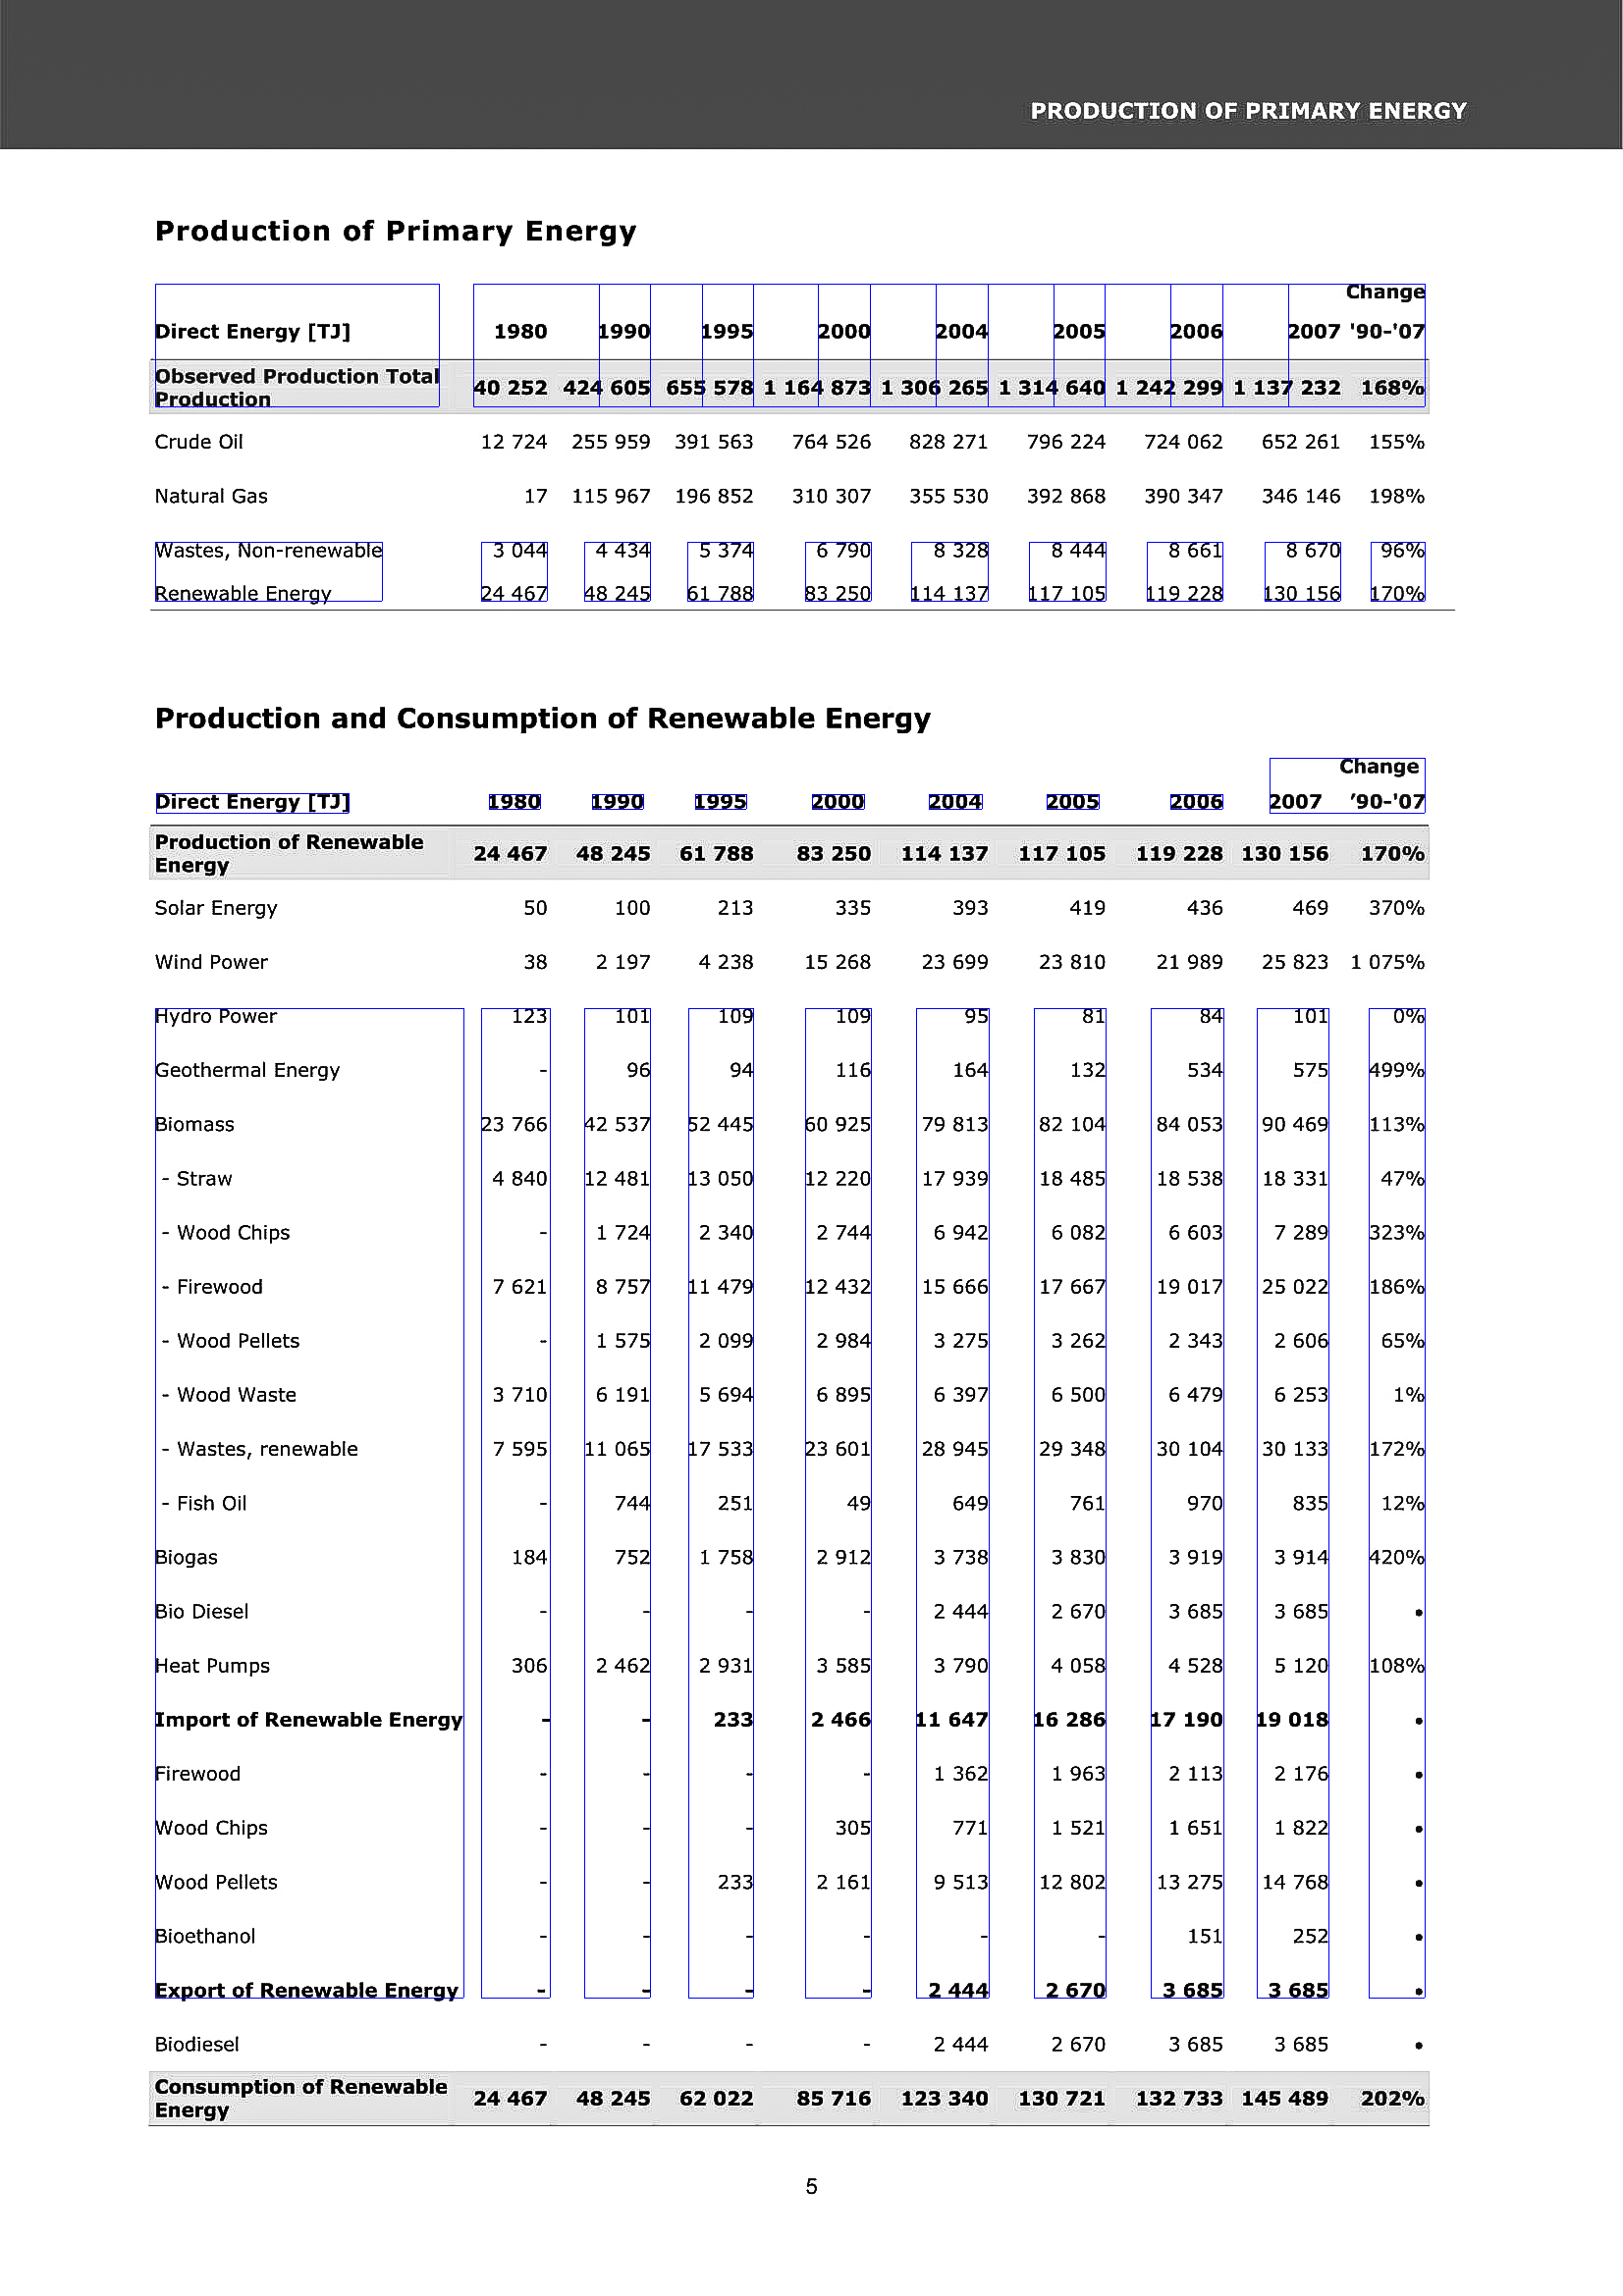 PRODUCTION OF PRIMARY ENERGY
Production of Primary Energy
Change
Direct Energy [TJ] 1980 1990 1995 2000 2004 2005 2006 2007 '90-'07
Observed Production Total
Production 40 252 424 605 655 578 1 164 873 1 306 265 1 314 640 1 242 299 1 137 232 168%
Crude Oil 12 724 255 959 391 563 764 526 828 271 796 224 724 062 652 261 155%
Natural Gas 17 115 967 196 852 310 307 355 530 392 868 390 347 346 146 198%
Wastes, Non-renewable 3 044 4 434 5 374 6 790 8 328 8 444 8 661 8 670 96%
Renewable Energy 24 467 48 245 61 788 83 250 114 137 117 105 119 228 130 156 170%
Production and Consumption of Renewable Energy
Change
Direct Energy [TJ] 1980 1990 1995 2000 2004 2005 2006 2007 ’90-'07
Production of Renewable
Energy 24 467 48 245 61 788 83 250 114 137 117 105 119 228 130 156 170%
Solar Energy 50 100 213 335 393 419 436 469 370%
Wind Power 38 2 197 4 238 15 268 23 699 23 810 21 989 25 823 1 075%
Hydro Power 123 101 109 109 95 81 84 101 0%
Geothermal Energy - 96 94 116 164 132 534 575 499%
Biomass 23 766 42 537 52 445 60 925 79 813 82 104 84 053 90 469 113%
- Straw 4 840 12 481 13 050 12 220 17 939 18 485 18 538 18 331 47%
- Wood Chips - 1 724 2 340 2 744 6 942 6 082 6 603 7 289 323%
- Firewood 7 621 8 757 11 479 12 432 15 666 17 667 19 017 25 022 186%
- Wood Pellets - 1 575 2 099 2 984 3 275 3 262 2 343 2 606 65%
- Wood Waste 3 710 6 191 5 694 6 895 6 397 6 500 6 479 6 253 1%
- Wastes, renewable 7 595 11 065 17 533 23 601 28 945 29 348 30 104 30 133 172%
- Fish Oil - 744 251 49 649 761 970 835 12%
Biogas 184 752 1 758 2 912 3 738 3 830 3 919 3 914 420%
Bio Diesel - - - - 2 444 2 670 3 685 3 685 •
Heat Pumps 306 2 462 2 931 3 585 3 790 4 058 4 528 5 120 108%
Import of Renewable Energy - - 233 2 466 11 647 16 286 17 190 19 018 •
Firewood - - - - 1 362 1 963 2 113 2 176 •
Wood Chips - - - 305 771 1 521 1 651 1 822 •
Wood Pellets - - 233 2 161 9 513 12 802 13 275 14 768 •
Bioethanol - - - - - - 151 252 •
Export of Renewable Energy - - - - 2 444 2 670 3 685 3 685 •
Biodiesel - - - - 2 444 2 670 3 685 3 685 •
Consumption of Renewable
Energy 24 467 48 245 62 022 85 716 123 340 130 721 132 733 145 489 202%
5